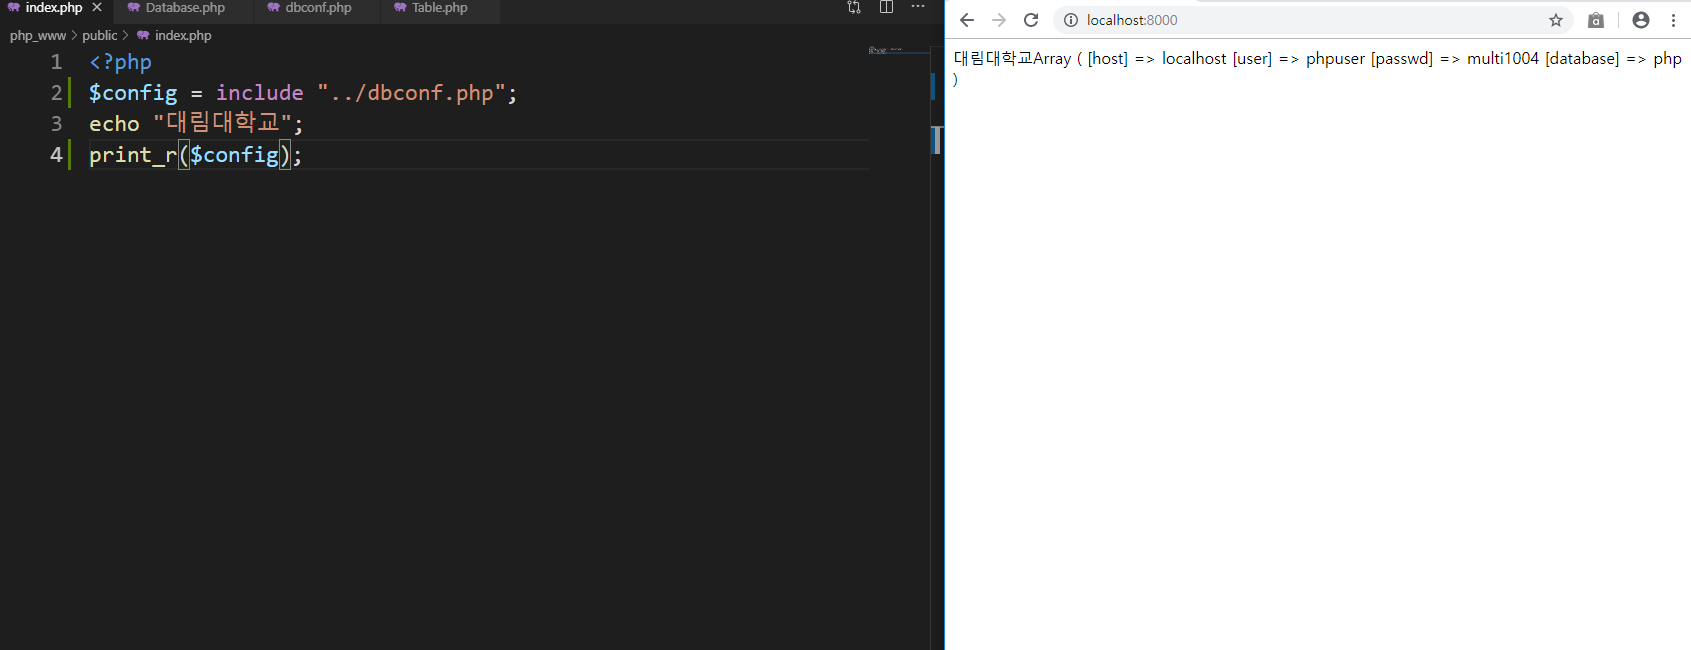 index.php Database.php dbconf.php Table.php
php_www > public > index.php
1 <?php
2 $config = include "../dbconf.php";
3 echo "대림대학교";
4 print_r($config);
localhost:8000
대림대학교Array ( [host] => localhost [user] => phpuser [passwd] => multi1004 [database] => php
)